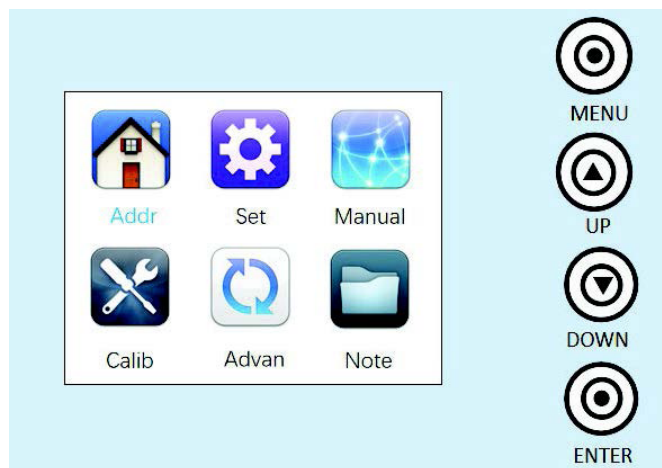 MENU
Addr Set Manual
UP
Calib Advan Note
DOWN
ENTER